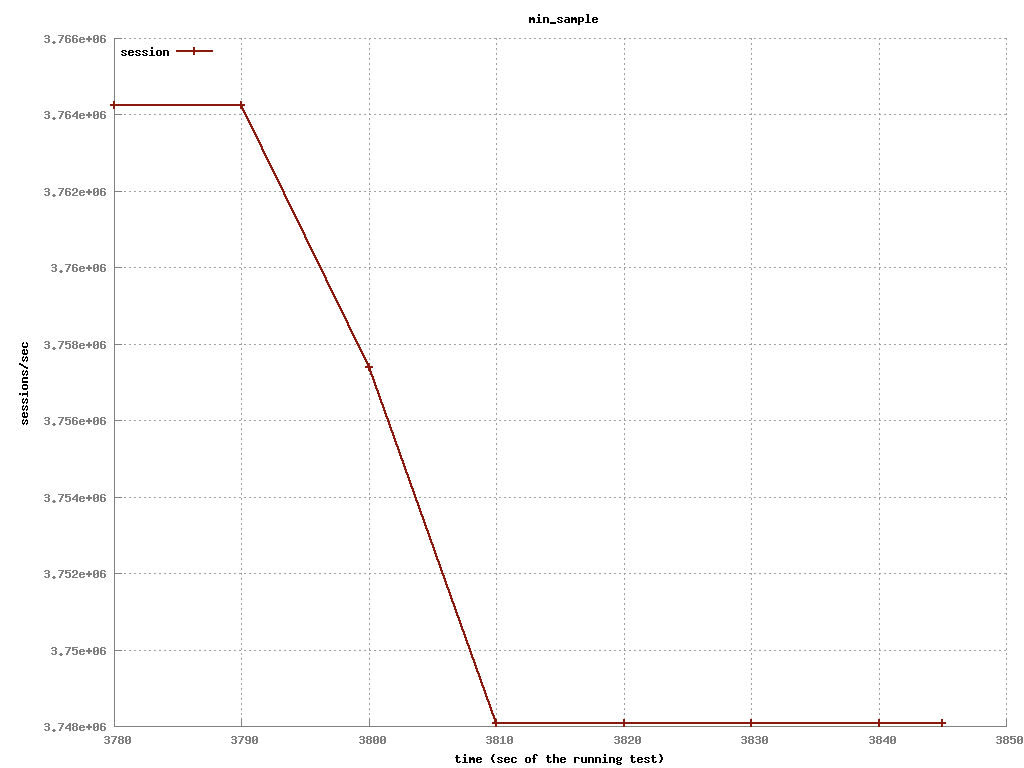 min_sample
session
3.766e+06
3.764e+06
3.762e+06
3.76e+06
3.758e+06
3.756e+06
3.754e+06
3.752e+06
3.75e+06
3.748e+06
sessions/sec
3780 3790 3800 3810 3820 3830 3840 3850
time (sec of the running test)